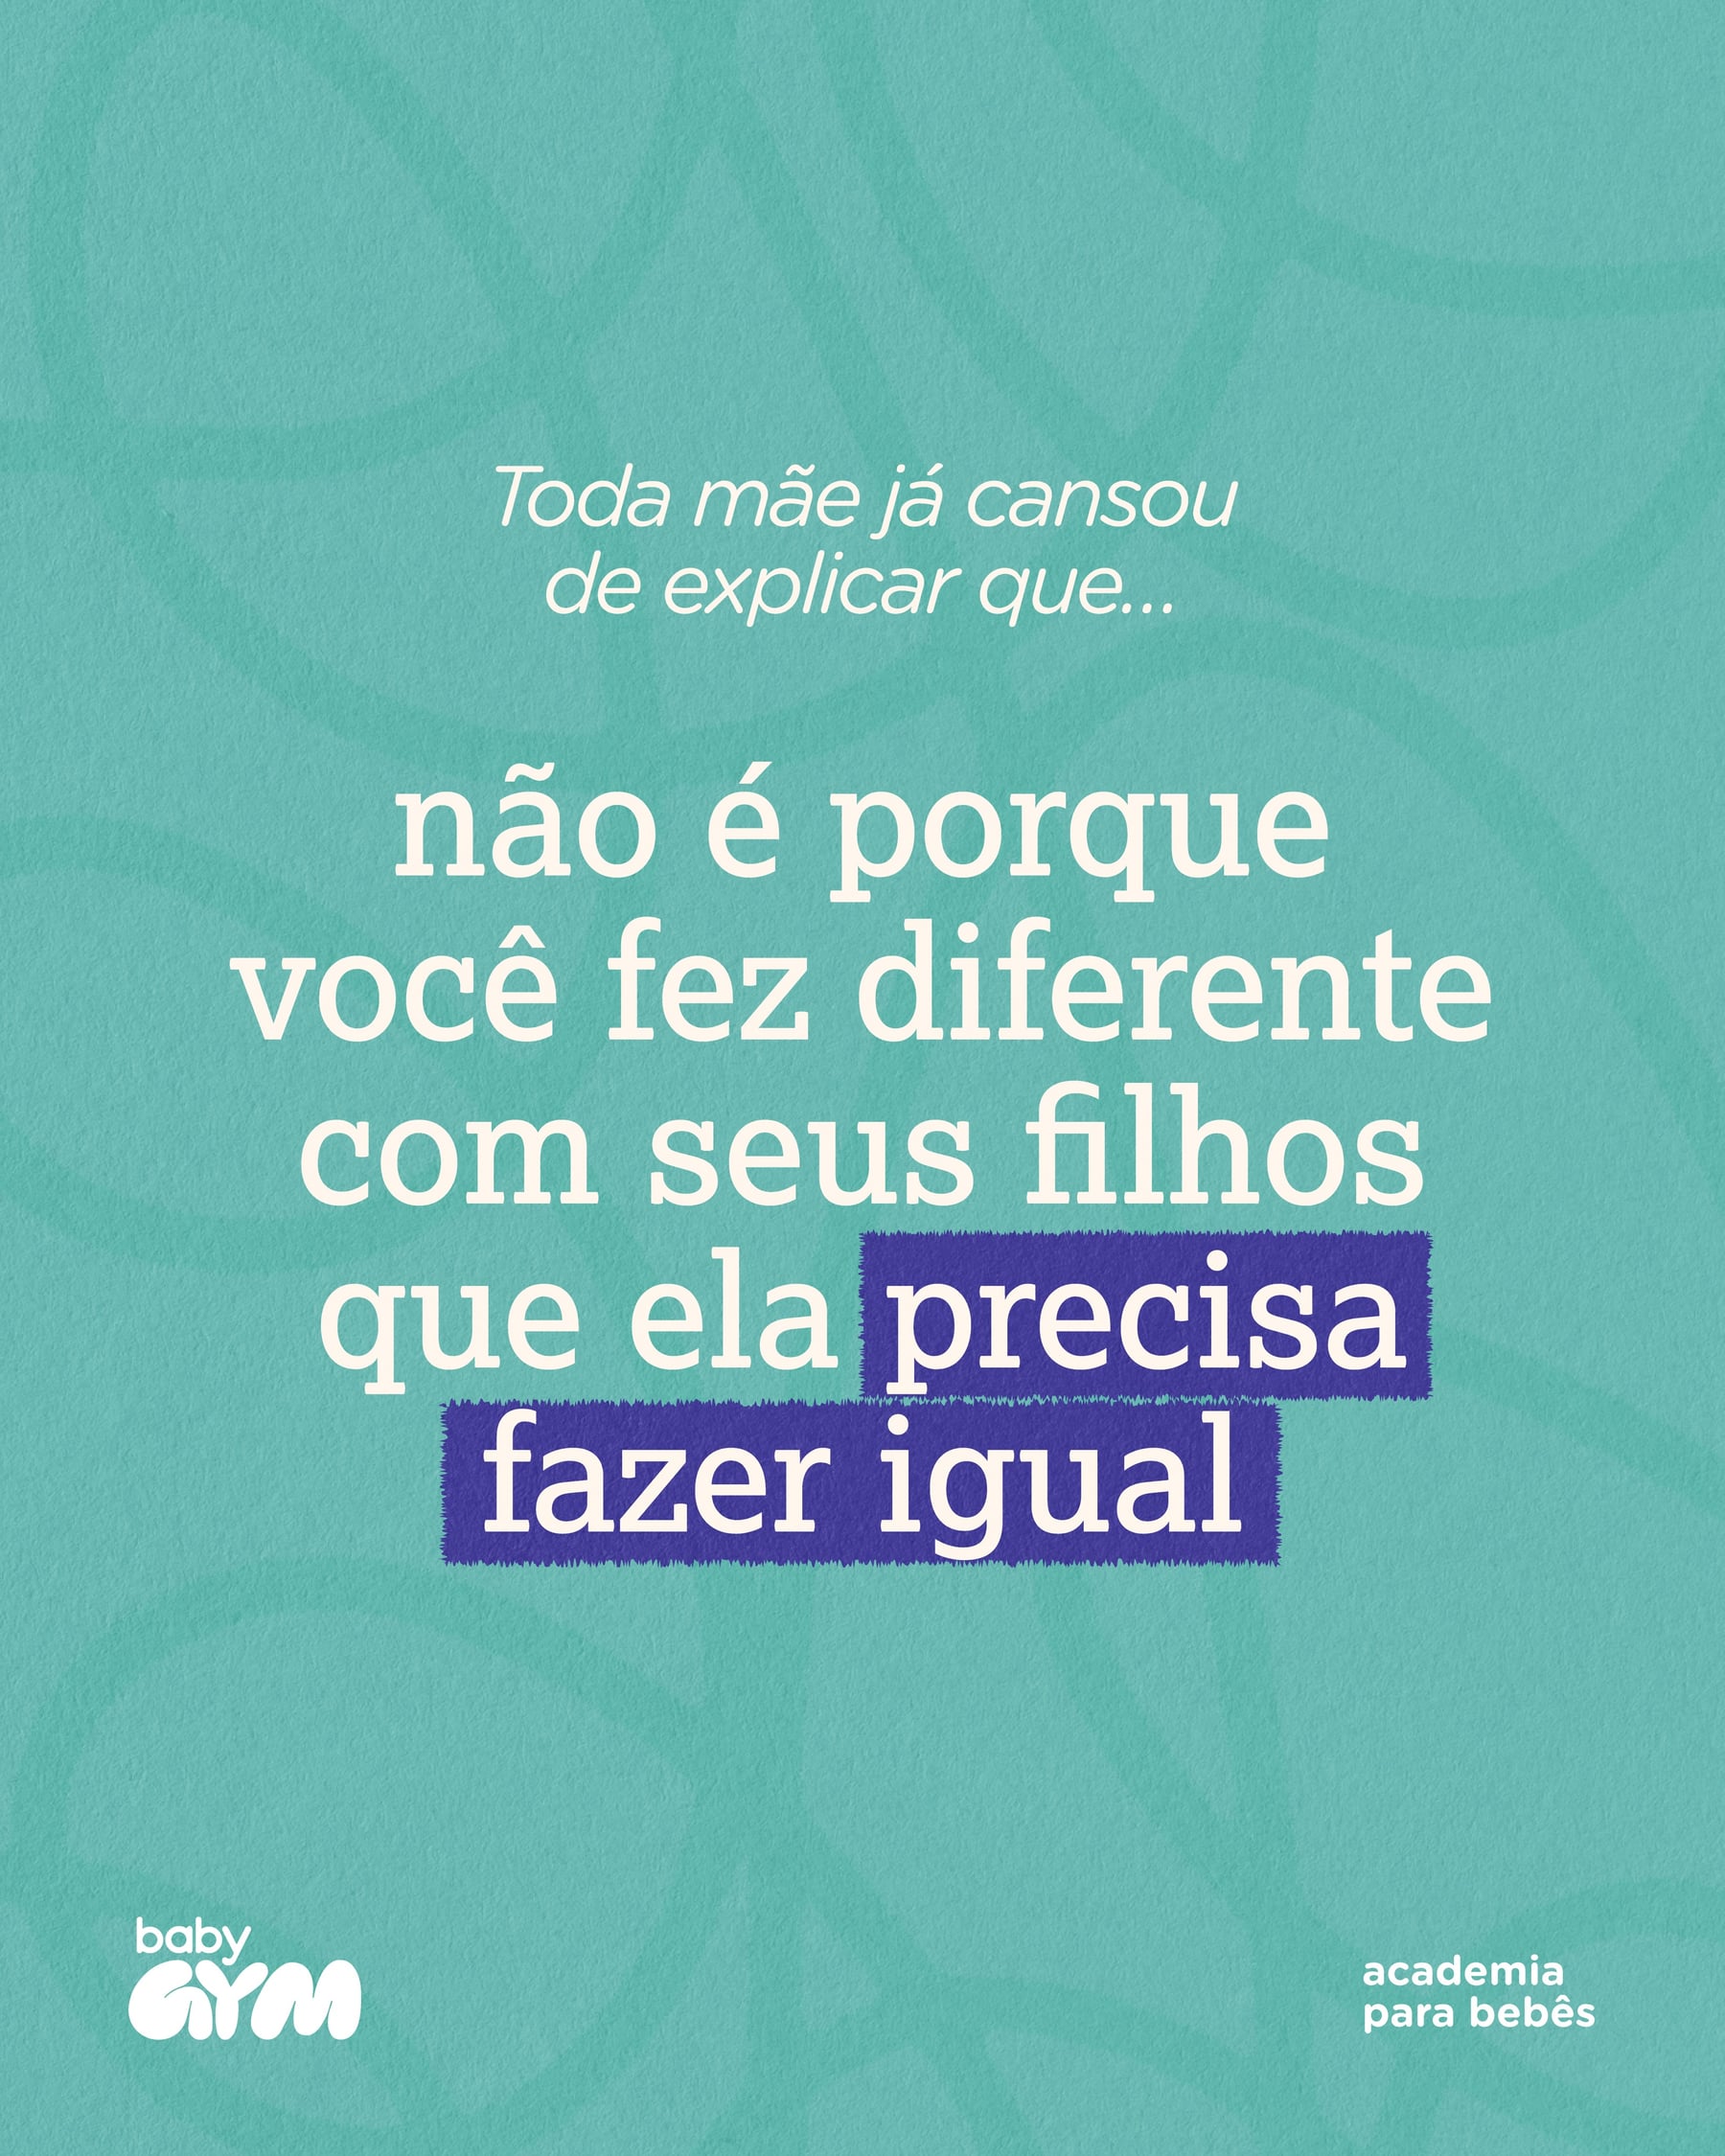 Toda mãe já cansou
de explicar que...
não é porque
você fez diferente
com seus filhos
que ela precisa
fazer igual
baby
GYM
academia
para bebês